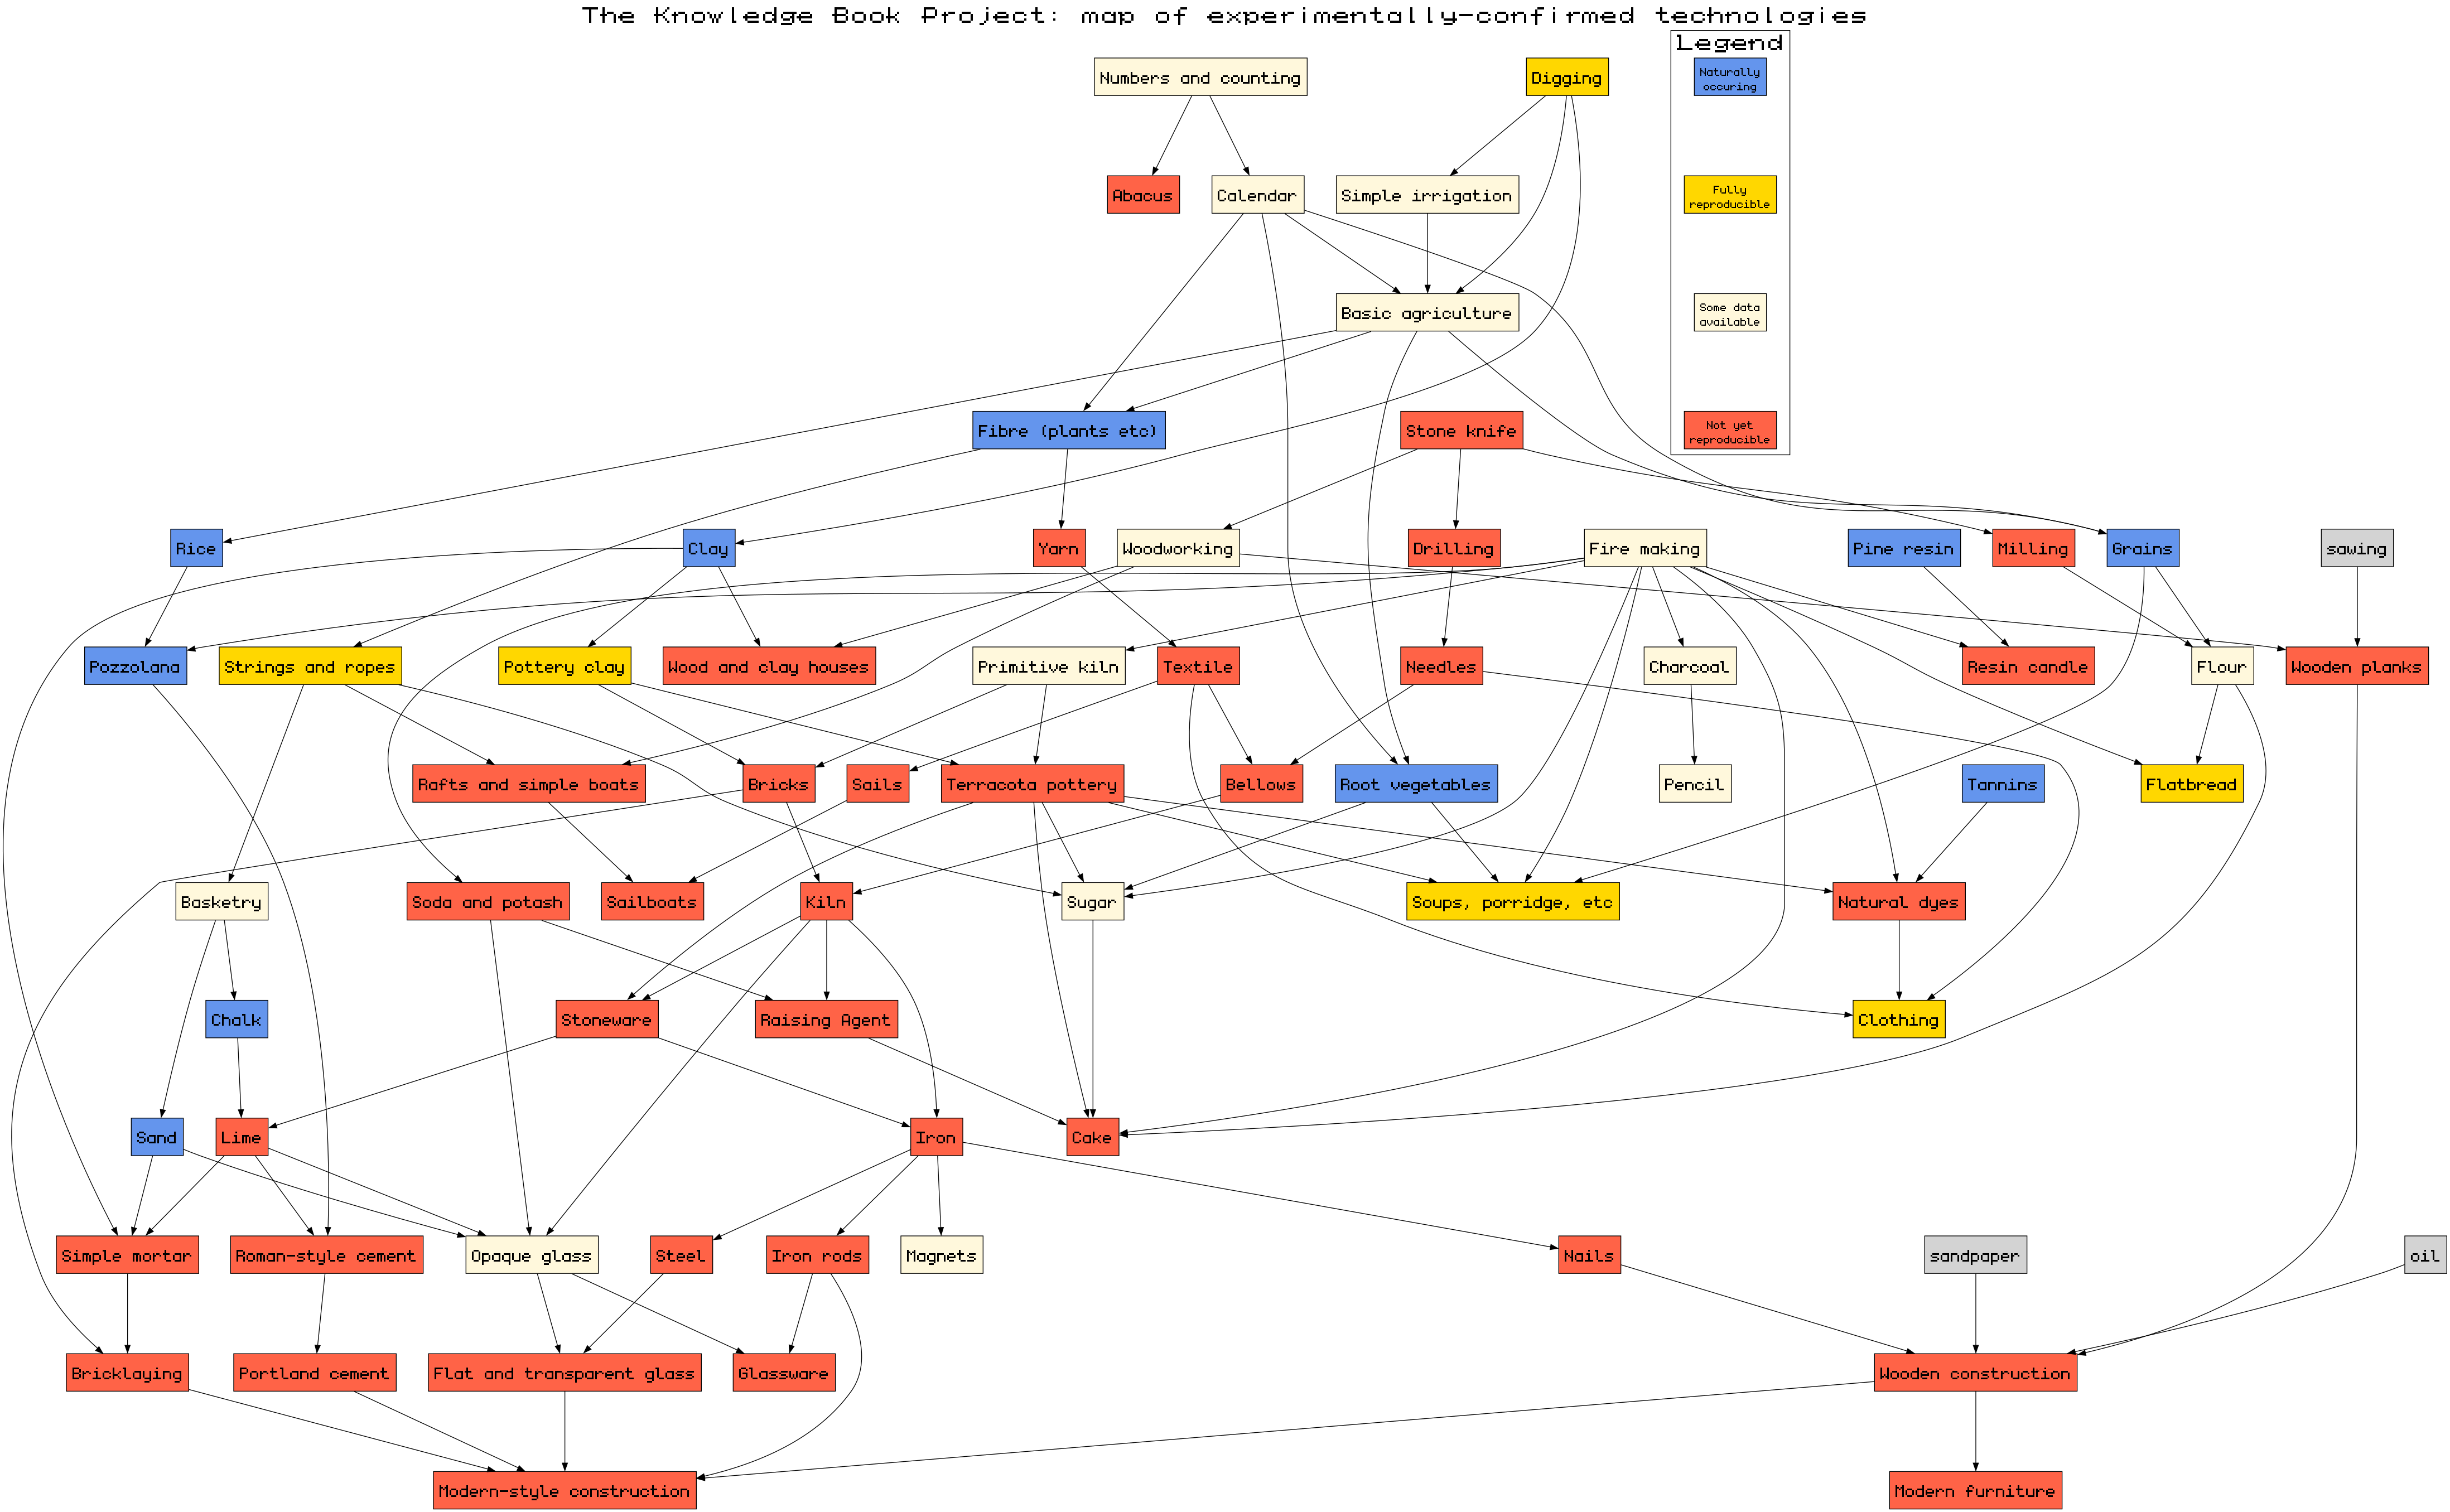 The Knowledge Book Project: map of experimentally-confirmed technologies
Legend
Numbers and counting
Digging
Naturally
occuring
Abacus
Calendar
Simple irrigation
Fully
reproducible
Basic agriculture
Some data
available
Fibre (plants etc)
Stone knife
Not yet
reproducible
Rice
Clay
Yarn
Woodworking
Drilling
Fire making
Pine resin
Milling
Grains
sawing
Pozzolana
Strings and ropes
Pottery clay
Wood and clay houses
Primitive kiln
Textile
Needles
Charcoal
Resin candle
Flour
Wooden planks
Rafts and simple boats
Bricks
Sails
Terracota pottery
Bellows
Root vegetables
Pencil
Tannins
Flatbread
Basketry
Soda and potash
Sailboats
Kiln
Sugar
Soups, porridge, etc
Natural dyes
Chalk
Stoneware
Raising Agent
Clothing
Sand
Lime
Iron
Cake
Simple mortar
Roman-style cement
Opaque glass
Steel
Iron rods
Magnets
Nails
sandpaper
oil
Bricklaying
Portland cement
Flat and transparent glass
Glassware
Wooden construction
Modern-style construction
Modern furniture